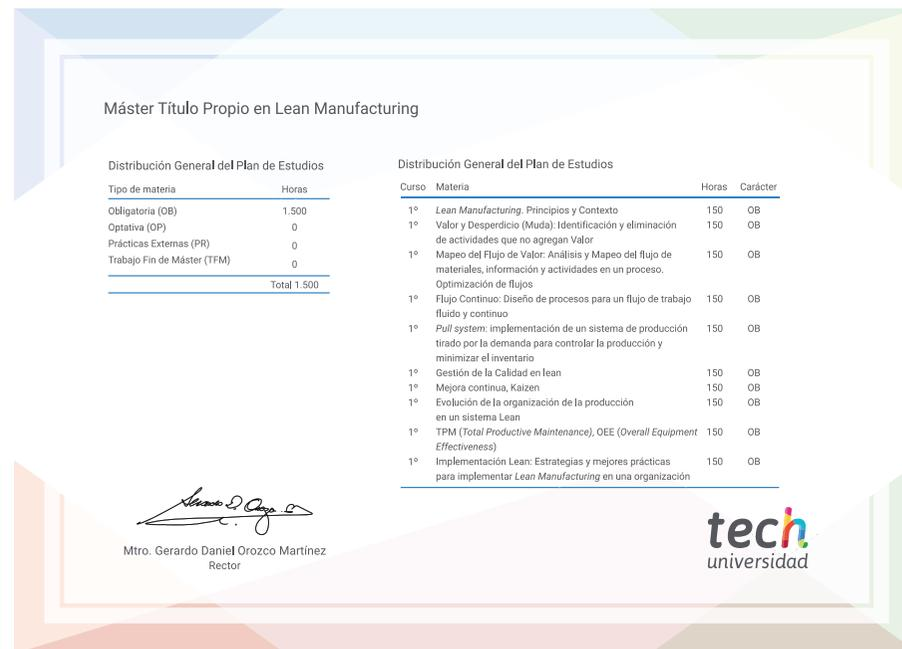 Máster Título Propio en Lean Manufacturing
Distribución General del Plan de Estudios
Tipo de materia Horas
Obligatoria (OB) 1.500
Optativa (OP) 0
Prácticas Externas (PR) 0
Trabajo Fin de Máster (TFM) 0
Total 1.500
Distribución General del Plan de Estudios
Curso Materia Horas Carácter
1º Lean Manufacturing. Principios y Contexto 150 OB
1º Valor y Desperdicio (Muda): Identificación y eliminación 150 OB
de actividades que no agregan Valor
1º Mapeo del Flujo de Valor: Análisis y Mapeo del flujo de 150 OB
materiales, información y actividades en un proceso.
Optimización de flujos
1º Flujo Continuo: Diseño de procesos para un flujo de trabajo 150 OB
fluido y continuo
1º Pull system: implementación de un sistema de producción 150 OB
tirado por la demanda para controlar la producción y
minimizar el inventario
1º Gestión de la Calidad en lean 150 OB
1º Mejora continua, Kaizen 150 OB
1º Evolución de la organización de la producción 150 OB
en un sistema Lean
1º TPM (Total Productive Maintenance), OEE (Overall Equipment 150 OB
Effectiveness)
1º Implementación Lean: Estrategias y mejores prácticas 150 OB
para implementar Lean Manufacturing en una organización
Mtro. Gerardo Daniel Orozco Martínez
Rector
tech
universidad